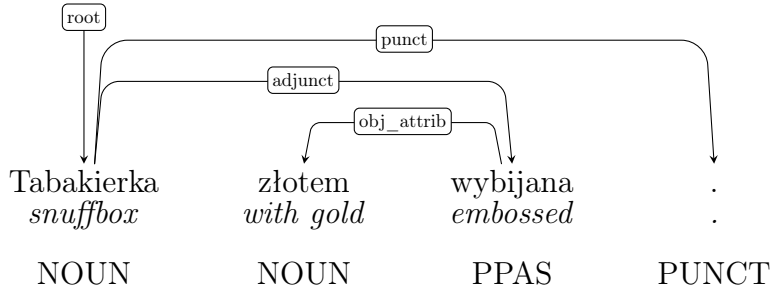 root
punct
adjunct
obj_attrib
Tabakierka złotem wybijana .
snuffbox with gold embossed .
NOUN NOUN PPAS PUNCT